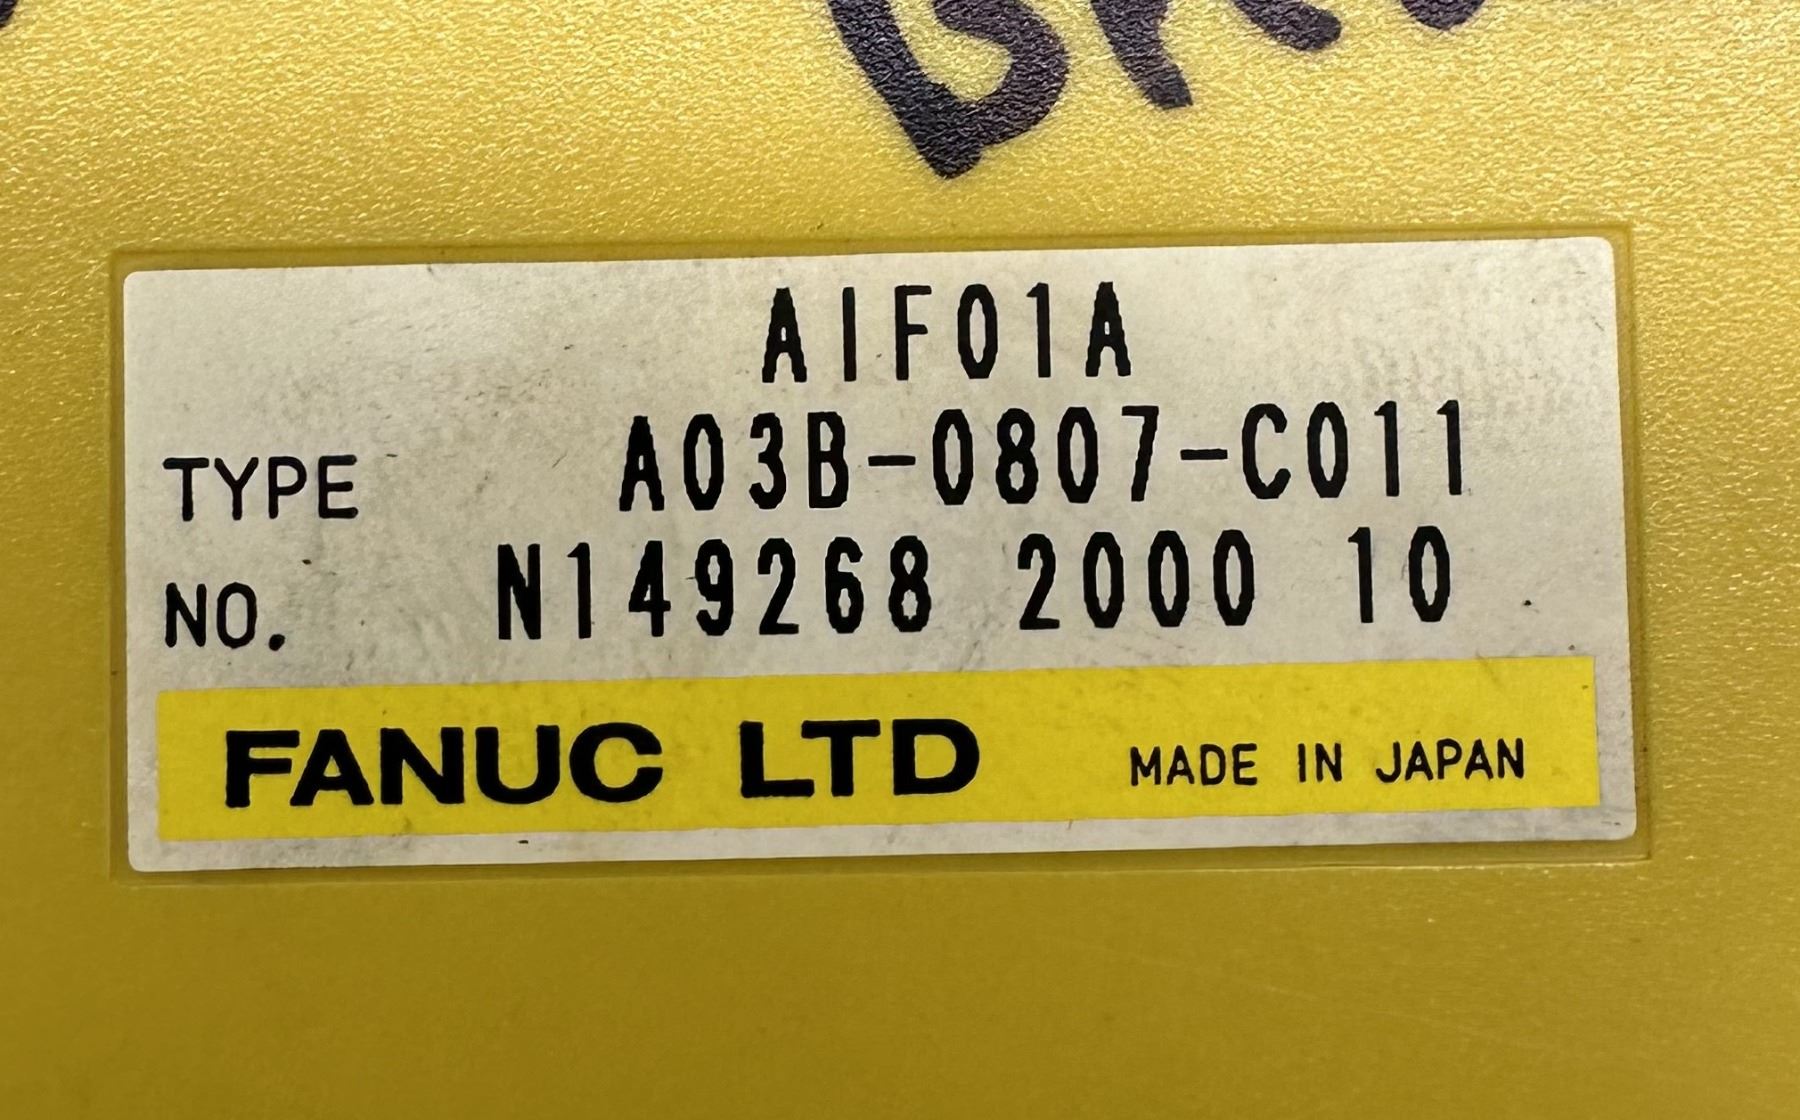 AIF01A
TYPE A03B-0807-C011
NO. N149268 2000 10
FANUC LTD MADE IN JAPAN